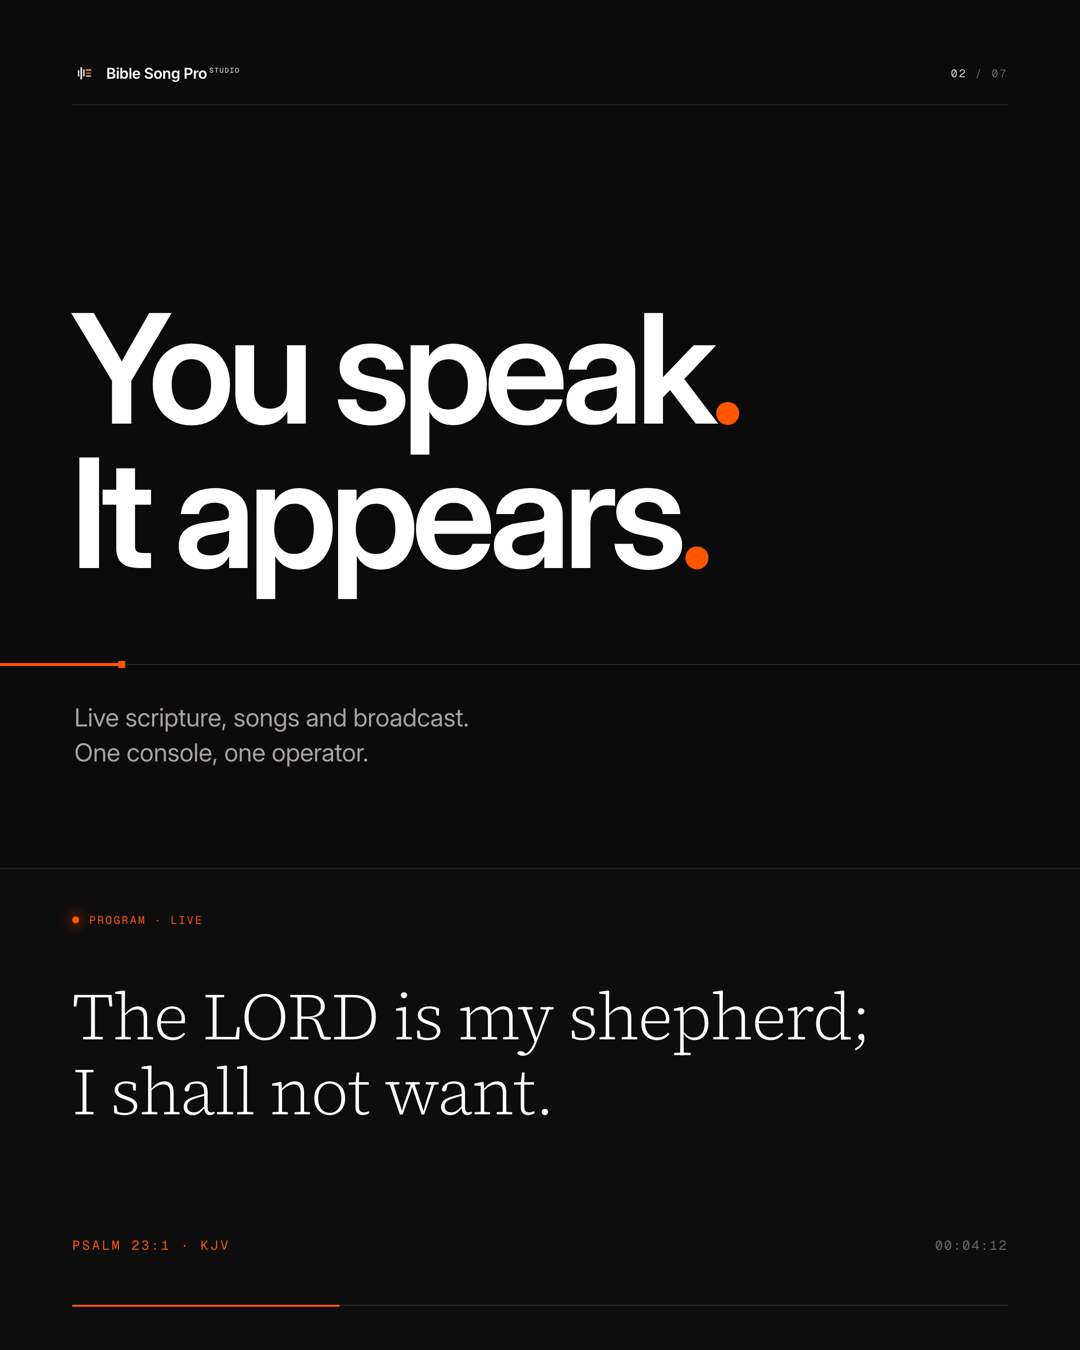 Bible Song Pro STUDIO
02 / 07
You speak.
It appears.
Live scripture, songs and broadcast.
One console, one operator.
PROGRAM · LIVE
The LORD is my shepherd;
I shall not want.
PSALM 23:1 · KJV
00:04:12